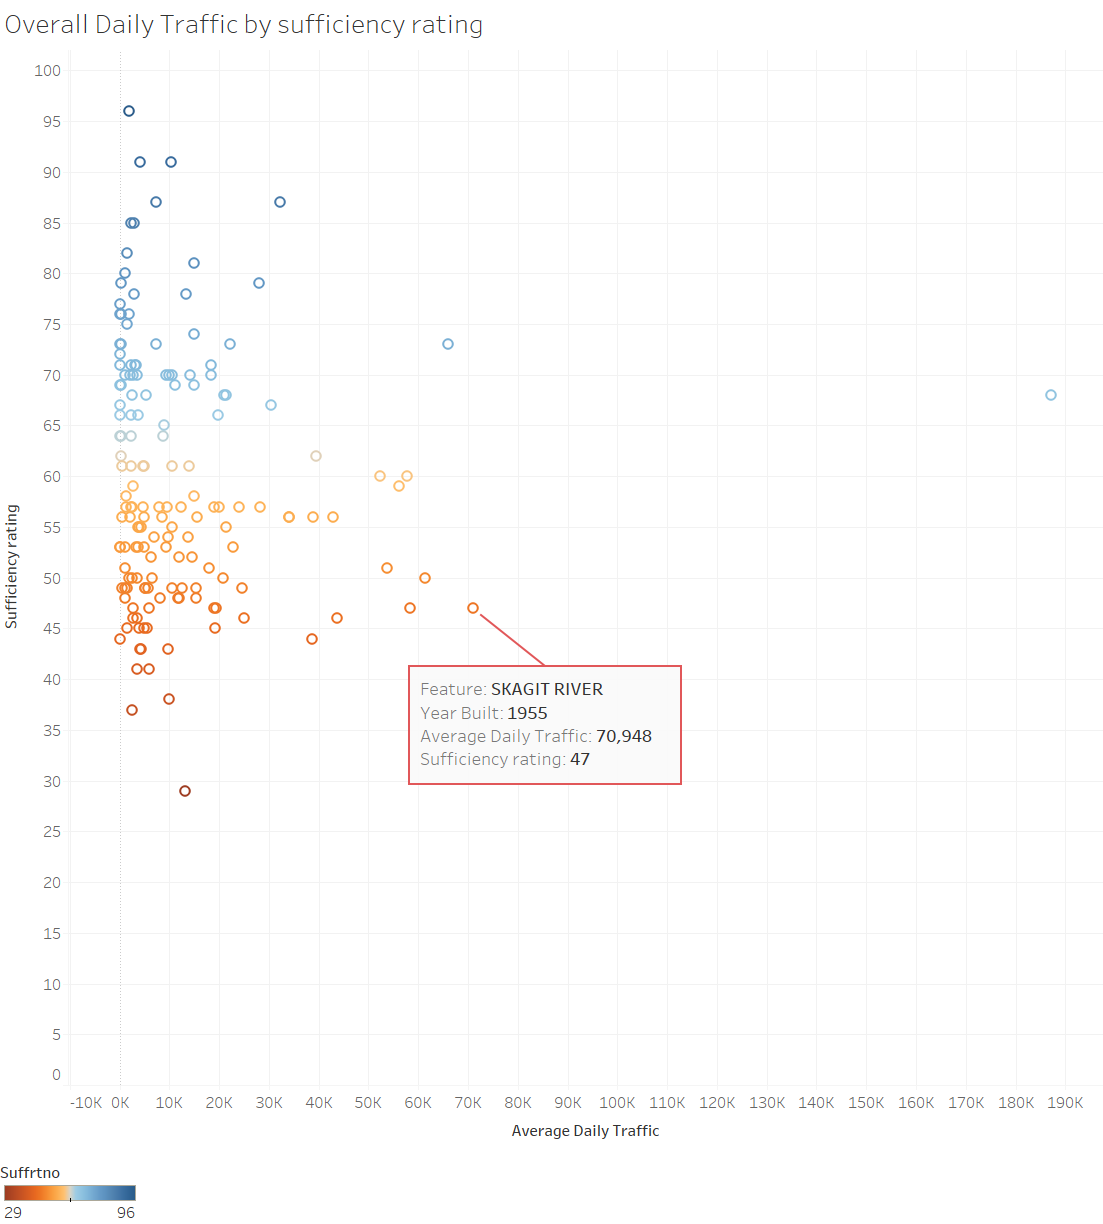 Overall Daily Traffic by sufficiency rating
100
95
90
85
80
75
70
65
60
55
50
45
40
35
30
25
20
15
10
5
0
Sufficiency rating
Feature: SKAGIT RIVER
Year Built: 1955
Average Daily Traffic: 70,948
Sufficiency rating: 47
-10K 0K 10K 20K 30K 40K 50K 60K 70K 80K 90K 100K 110K 120K 130K 140K 150K 160K 170K 180K 190K
Average Daily Traffic
Suffrtno
29 96